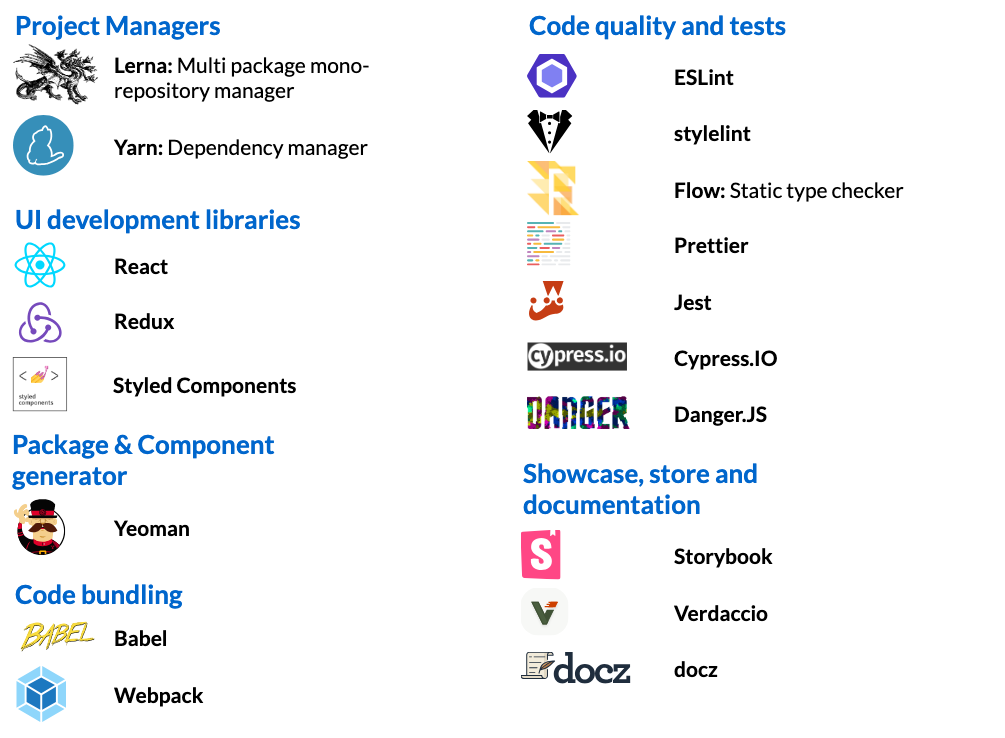 Project Managers
Lerna: Multi package mono-
repository manager
Yarn: Dependency manager
UI development libraries
React
Redux
< >
styled
components
Styled Components
Package & Component
generator
Yeoman
Code bundling
BABEL
Babel
Webpack
Code quality and tests
ESLint
stylelint
F
Flow: Static type checker
Prettier
Jest
cypress.io
Cypress.IO
DANGER
Danger.JS
Showcase, store and
documentation
S
Storybook
V
Verdaccio
docz
docz